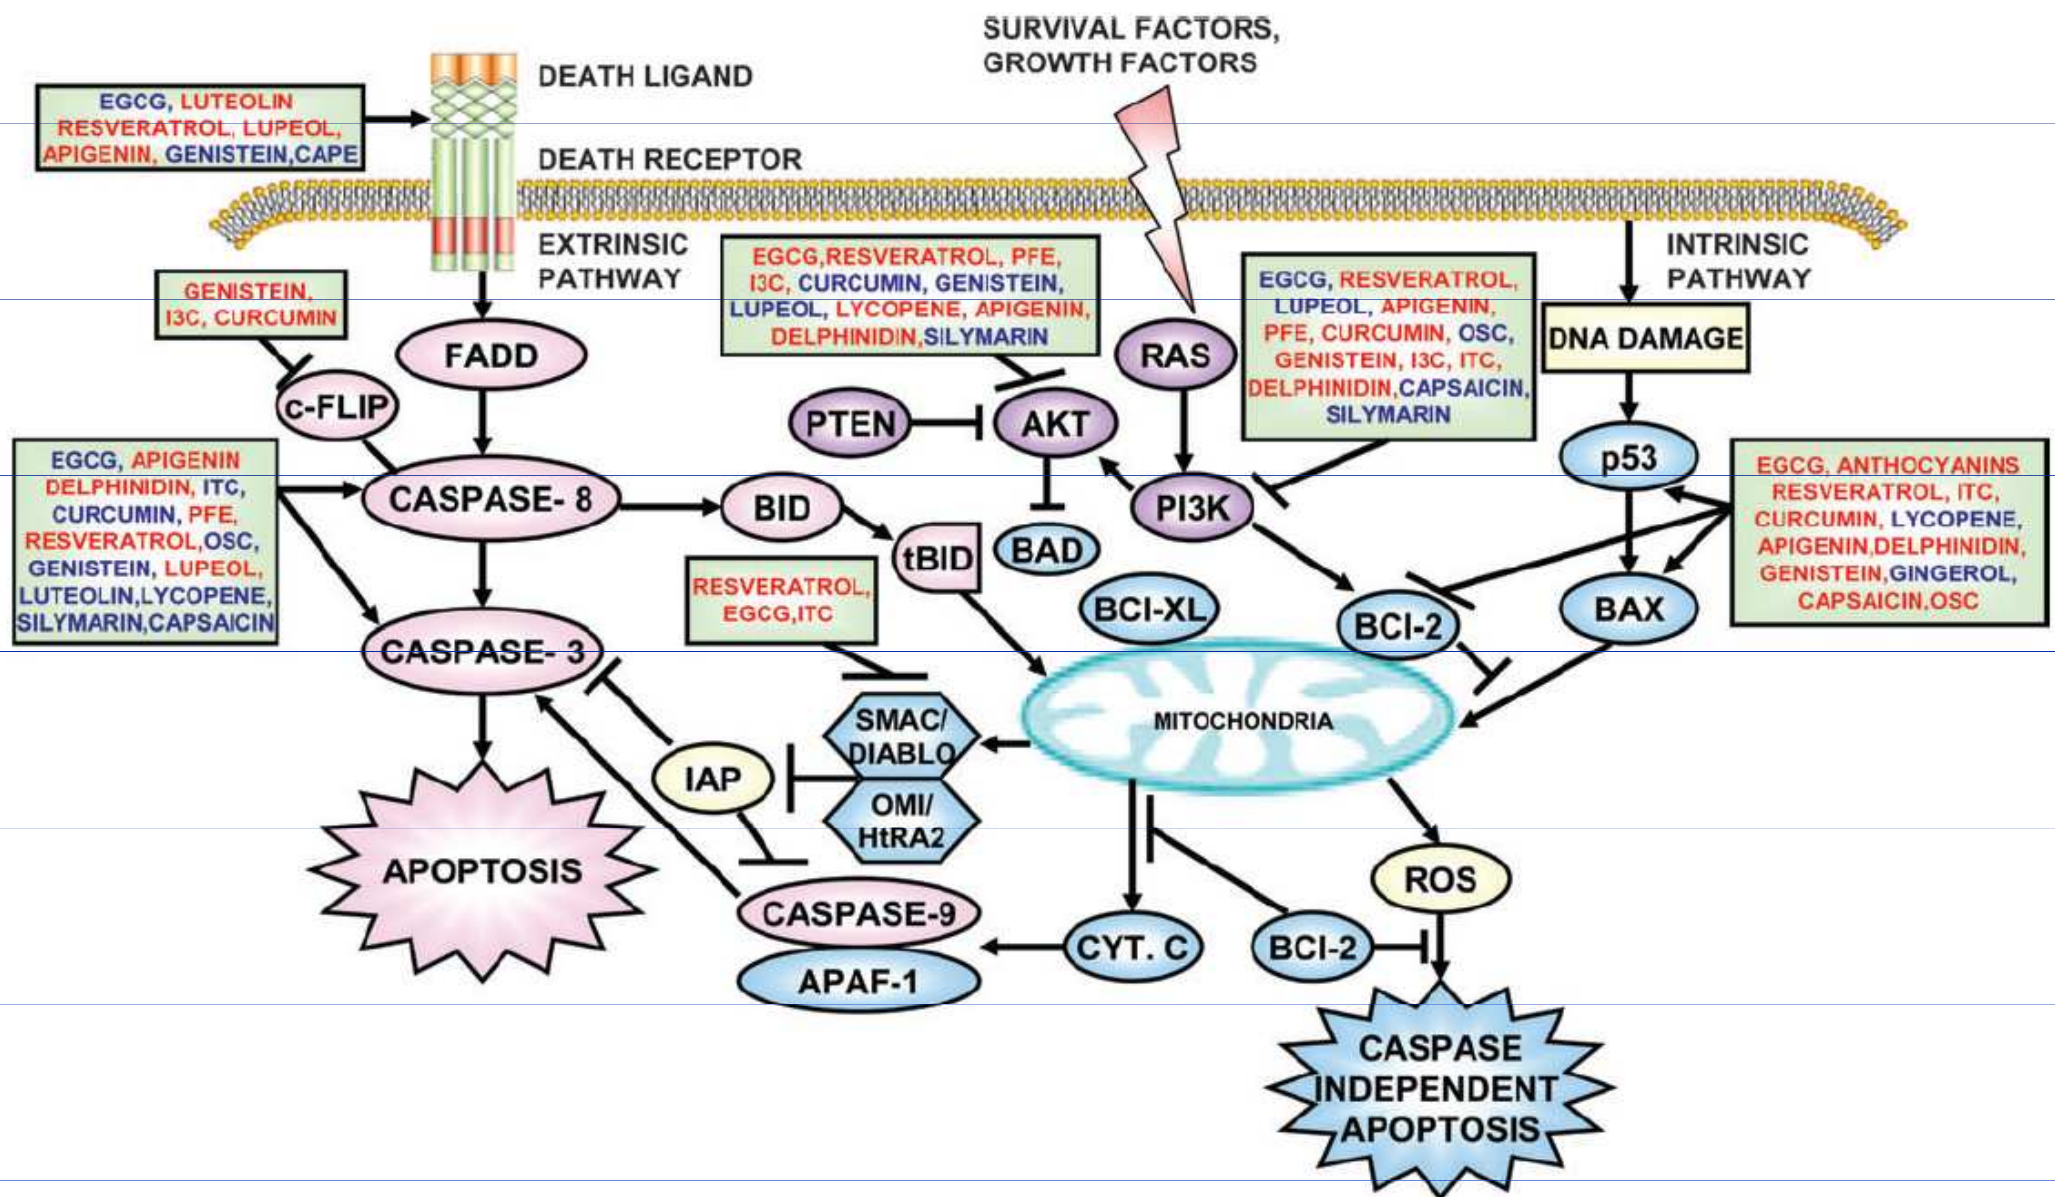 SURVIVAL FACTORS,
GROWTH FACTORS
DEATH LIGAND
EGCG, LUTEOLIN
RESVERATROL, LUPEOL,
APIGENIN, GENISTEIN,CAPE
DEATH RECEPTOR
EXTRINSIC
PATHWAY
INTRINSIC
PATHWAY
GENISTEIN,
I3C, CURCUMIN
EGCG,RESVERATROL, PFE,
I3C, CURCUMIN, GENISTEIN,
LUPEOL, LYCOPENE, APIGENIN,
DELPHINIDIN,SILYMARIN
EGCG, RESVERATROL,
LUPEOL, APIGENIN,
PFE, CURCUMIN, OSC,
GENISTEIN, I3C, ITC,
DELPHINIDIN,CAPSAICIN,
SILYMARIN
DNA DAMAGE
FADD
RAS
c-FLIP
PTEN
AKT
p53
EGCG, APIGENIN
DELPHINIDIN, ITC,
CURCUMIN, PFE,
RESVERATROL,OSC,
GENISTEIN, LUPEOL,
LUTEOLIN,LYCOPENE,
SILYMARIN,CAPSAICIN
CASPASE- 8
BID
PI3K
EGCG, ANTHOCYANINS
RESVERATROL, ITC,
CURCUMIN, LYCOPENE,
APIGENIN,DELPHINIDIN,
GENISTEIN,GINGEROL,
CAPSAICIN,OSC
tBID
BAD
RESVERATROL,
EGCG,ITC
BCI-XL
BCI-2
BAX
CASPASE- 3
SMAC/
DIABLO
MITOCHONDRIA
IAP
OMI/
HtRA2
APOPTOSIS
ROS
CASPASE-9
CYT. C
BCI-2
APAF-1
CASPASE
INDEPENDENT
APOPTOSIS